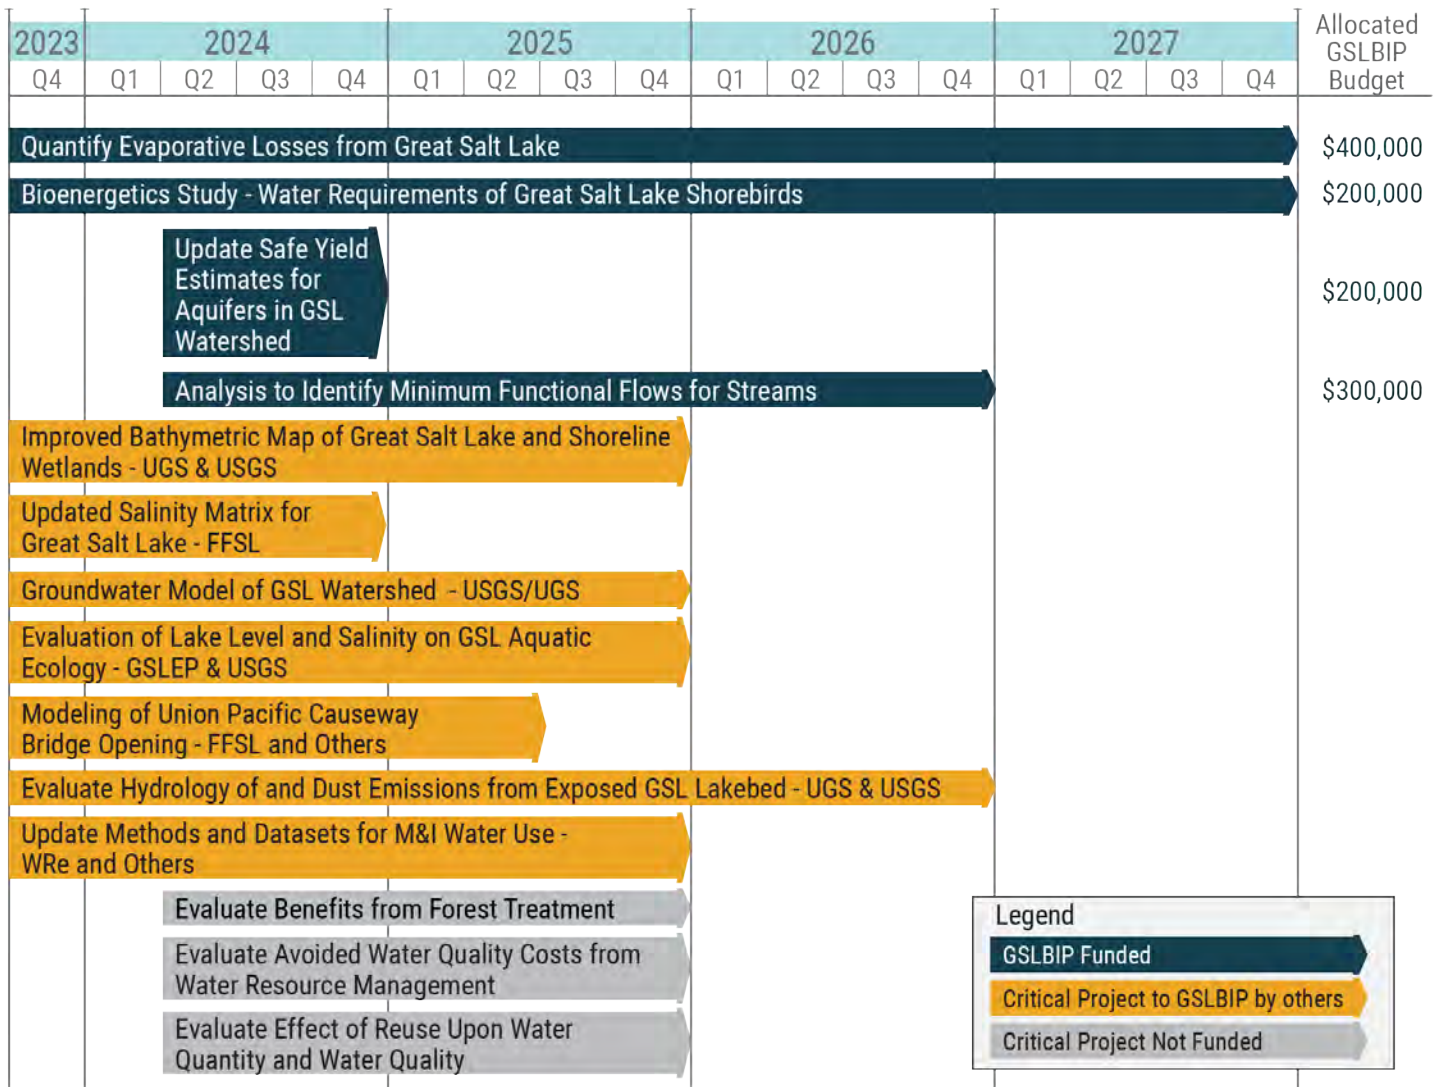 2023 2024 2025 2026 2027 Allocated
GSLBIP
Budget
Q4 Q1 Q2 Q3 Q4 Q1 Q2 Q3 Q4 Q1 Q2 Q3 Q4 Q1 Q2 Q3 Q4
Quantify Evaporative Losses from Great Salt Lake $400,000
Bioenergetics Study - Water Requirements of Great Salt Lake Shorebirds $200,000
Update Safe Yield
Estimates for
Aquifers in GSL
Watershed
$200,000
Analysis to Identify Minimum Functional Flows for Streams $300,000
Improved Bathymetric Map of Great Salt Lake and Shoreline
Wetlands - UGS & USGS
Updated Salinity Matrix for
Great Salt Lake - FFSL
Groundwater Model of GSL Watershed - USGS/UGS
Evaluation of Lake Level and Salinity on GSL Aquatic
Ecology - GSLEP & USGS
Modeling of Union Pacific Causeway
Bridge Opening - FFSL and Others
Evaluate Hydrology of and Dust Emissions from Exposed GSL Lakebed - UGS & USGS
Update Methods and Datasets for M&I Water Use -
WRe and Others
Evaluate Benefits from Forest Treatment
Evaluate Avoided Water Quality Costs from
Water Resource Management
Evaluate Effect of Reuse Upon Water
Quantity and Water Quality
Legend
GSLBIP Funded
Critical Project to GSLBIP by others
Critical Project Not Funded